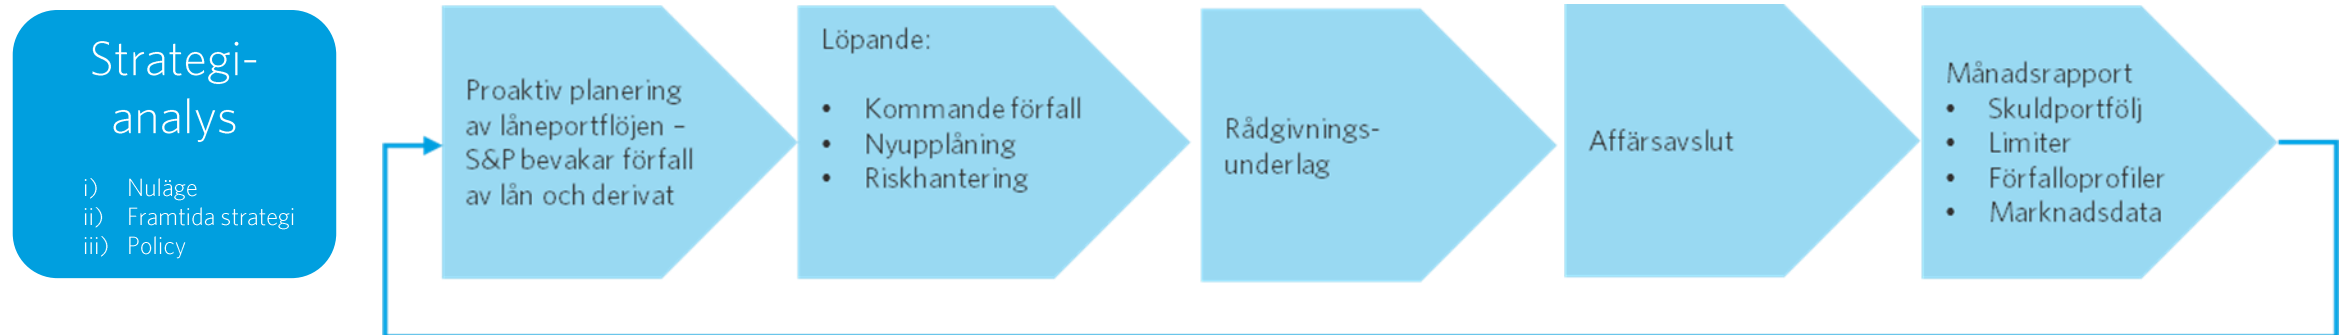 Strategi-
analys
i) Nuläge
ii) Framtida strategi
iii) Policy
Proaktiv planering
av låneportflöjen –
S&P bevakar förfall
av lån och derivat
Löpande:
• Kommande förfall
• Nyupplåning
• Riskhantering
Rådgivnings-
underlag
Affärsavslut
Månadsrapport
• Skuldportfölj
• Limiter
• Förfalloprofiler
• Marknadsdata